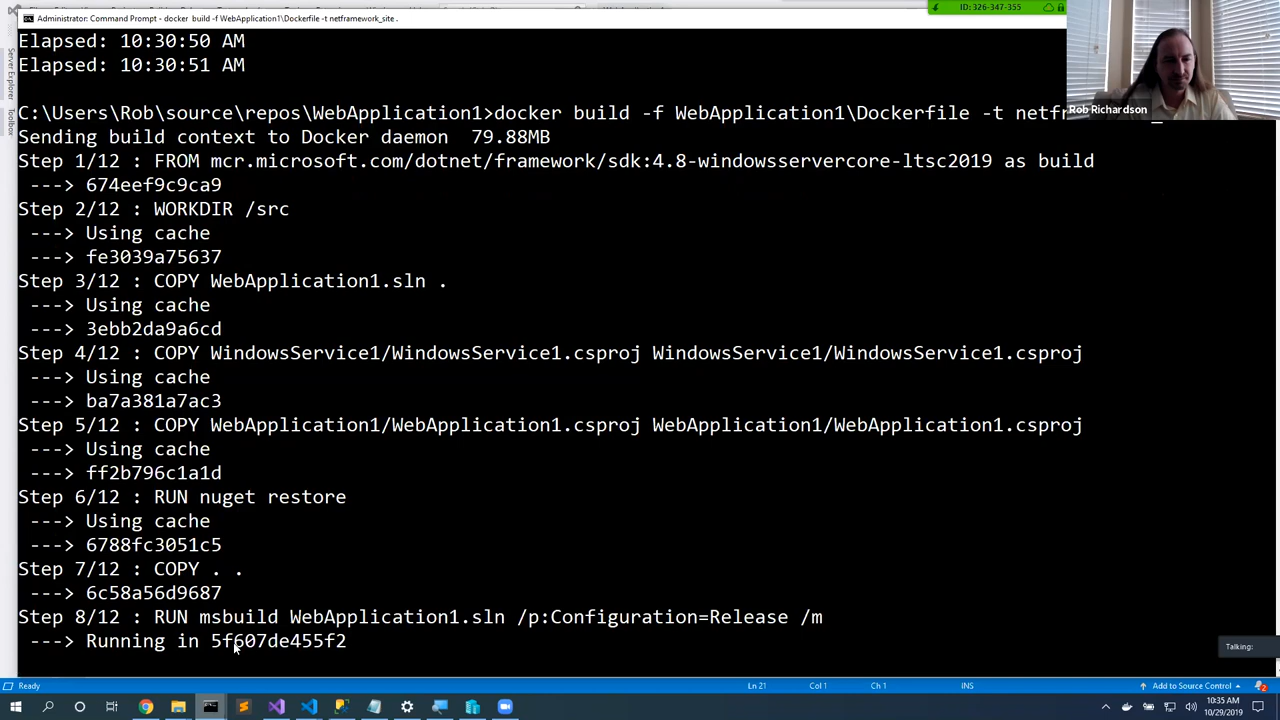 Administrator: Command Prompt - docker build -f WebApplication1\Dockerfile -t netframework_site .
ID: 326-347-355
Elapsed: 10:30:50 AM
Elapsed: 10:30:51 AM
Server Explorer
Toolbox
C:\Users\Rob\source\repos\WebApplication1>docker build -f WebApplication1\Dockerfile -t netfr
Rob Richardson
Sending build context to Docker daemon 79.88MB
Step 1/12 : FROM mcr.microsoft.com/dotnet/framework/sdk:4.8-windowsservercore-ltsc2019 as build
---> 674eef9c9ca9
Step 2/12 : WORKDIR /src
---> Using cache
---> fe3039a75637
Step 3/12 : COPY WebApplication1.sln .
---> Using cache
---> 3ebb2da9a6cd
Step 4/12 : COPY WindowsService1/WindowsService1.csproj WindowsService1/WindowsService1.csproj
---> Using cache
---> ba7a381a7ac3
Step 5/12 : COPY WebApplication1/WebApplication1.csproj WebApplication1/WebApplication1.csproj
---> Using cache
---> ff2b796c1a1d
Step 6/12 : RUN nuget restore
---> Using cache
---> 6788fc3051c5
Step 7/12 : COPY . .
---> 6c58a56d9687
Step 8/12 : RUN msbuild WebApplication1.sln /p:Configuration=Release /m
---> Running in 5f607de455f2
Talking:
Ready
Ln 21
Col 1
Ch 1
INS
Add to Source Control
2
10:35 AM
10/29/2019